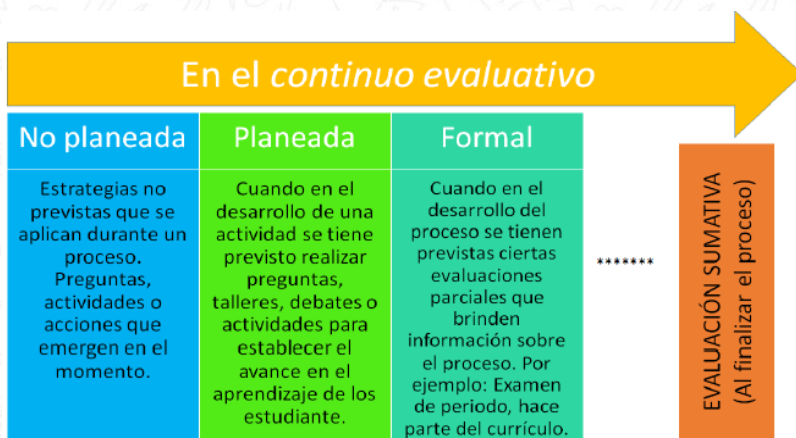 En el continuo evaluativo
No planeada
Estrategias no
previstas que se
aplican durante un
proceso.
Preguntas,
actividades o
acciones que
emergen en el
momento.
Planeada
Cuando en el
desarrollo de una
actividad se tiene
previsto realizar
preguntas,
talleres, debates o
actividades para
establecer el
avance en el
aprendizaje de los
estudiante.
Formal
Cuando en el
desarrollo del
proceso se tienen
previstas ciertas
evaluaciones
parciales que
brinden
información sobre
el proceso. Por
ejemplo: Examen
de periodo, hace
parte del currículo.
*******
EVALUACIÓN SUMATIVA
(Al finalizar el proceso)